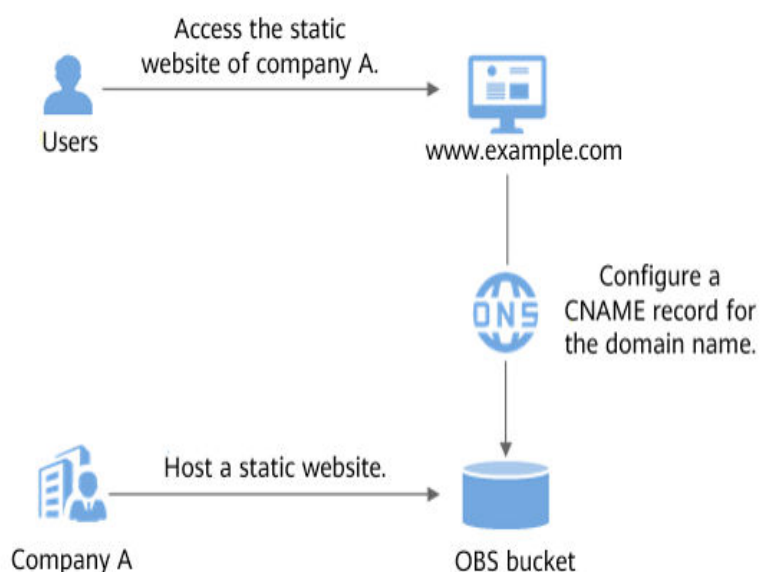 Access the static
website of company A.
Users
www.example.com
DNS
Configure a
CNAME record for
the domain name.
Host a static website.
Company A
OBS bucket